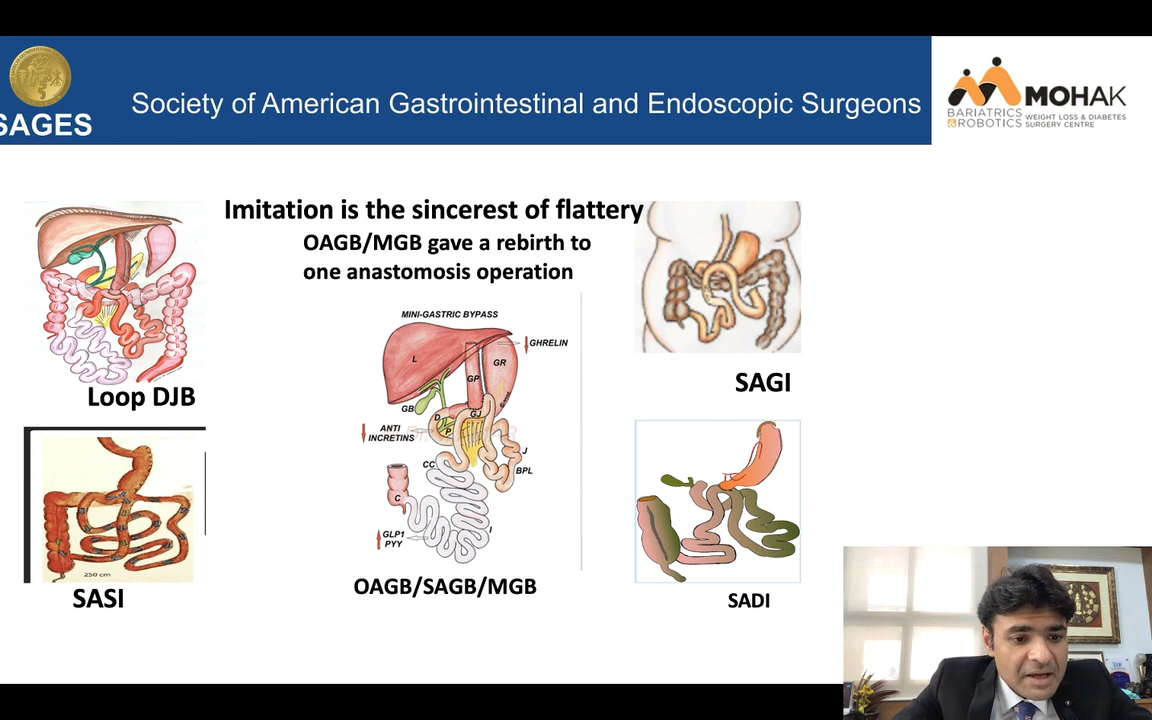 SAGES
Society of American Gastrointestinal and Endoscopic Surgeons
MOHAK
BARIATRICS
& ROBOTICS
WEIGHT LOSS & DIABETES
SURGERY CENTRE
Imitation is the sincerest of flattery
OAGB/MGB gave a rebirth to
one anastomosis operation
Loop DJB
250 cm
SASI
MINI-GASTRIC BYPASS
GHRELIN
L
GR
GP
GB
GJ
D
P
ANTI
INCRETINS
J
CC
BPL
C
I
GLP1
PYY
OAGB/SAGB/MGB
SAGI
SADI